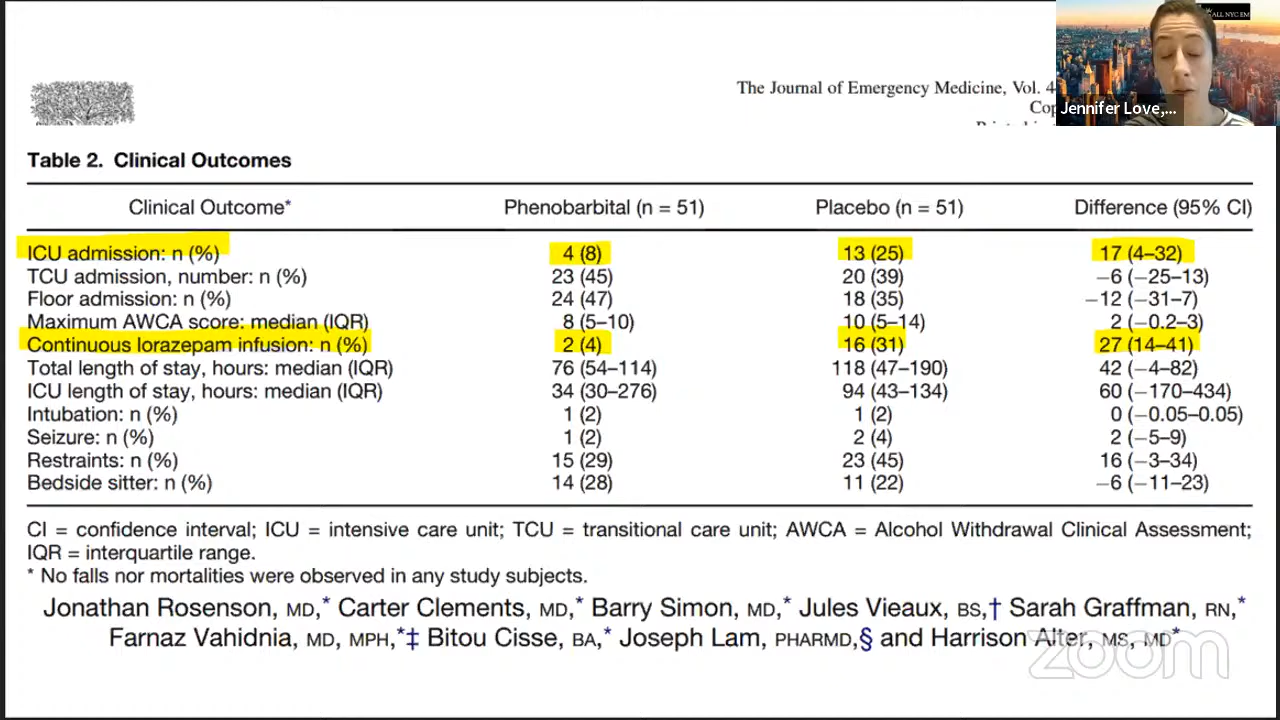 ALL NYC EM
The Journal of Emergency Medicine, Vol. 4
Jennifer Love,...
Table 2. Clinical Outcomes
Clinical Outcome* Phenobarbital (n = 51) Placebo (n = 51) Difference (95% CI)
ICU admission: n (%) 4 (8) 13 (25) 17 (4–32)
TCU admission, number: n (%) 23 (45) 20 (39) −6 (−25–13)
Floor admission: n (%) 24 (47) 18 (35) −12 (−31–7)
Maximum AWCA score: median (IQR) 8 (5–10) 10 (5–14) 2 (−0.2–3)
Continuous lorazepam infusion: n (%) 2 (4) 16 (31) 27 (14–41)
Total length of stay, hours: median (IQR) 76 (54–114) 118 (47–190) 42 (−4–82)
ICU length of stay, hours: median (IQR) 34 (30–276) 94 (43–134) 60 (−170–434)
Intubation: n (%) 1 (2) 1 (2) 0 (−0.05–0.05)
Seizure: n (%) 1 (2) 2 (4) 2 (−5–9)
Restraints: n (%) 15 (29) 23 (45) 16 (−3–34)
Bedside sitter: n (%) 14 (28) 11 (22) −6 (−11–23)
CI = confidence interval; ICU = intensive care unit; TCU = transitional care unit; AWCA = Alcohol Withdrawal Clinical Assessment;
IQR = interquartile range.
* No falls nor mortalities were observed in any study subjects.
Jonathan Rosenson, MD,* Carter Clements, MD,* Barry Simon, MD,* Jules Vieaux, BS,† Sarah Graffman, RN,*
Farnaz Vahidnia, MD, MPH,*‡ Bitou Cisse, BA,* Joseph Lam, PHARMD,§ and Harrison Alter, MS, MD*
zoom